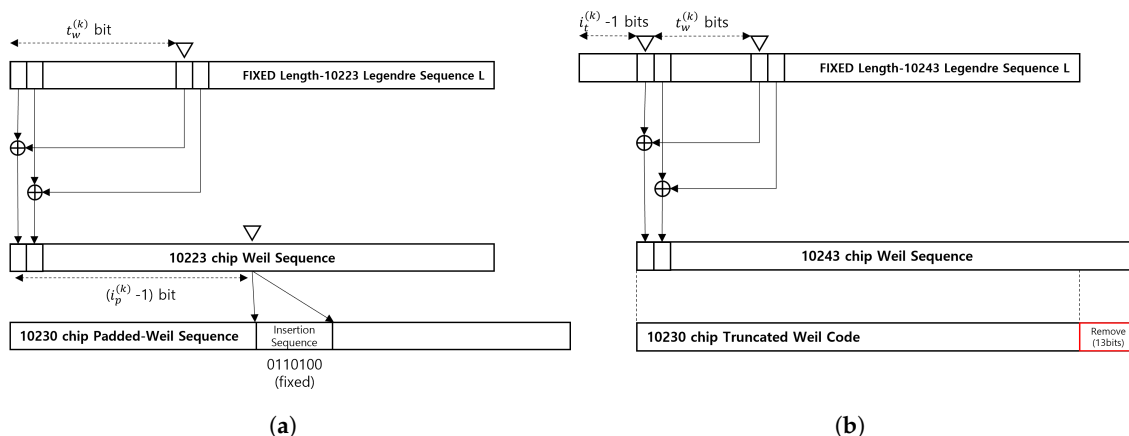 t_w^{(k)} bit
FIXED Length-10223 Legendre Sequence L
10223 chip Weil Sequence
(i_p^{(k)} -1) bit
10230 chip Padded-Weil Sequence
Insertion
Sequence
0110100
(fixed)
(a)
i_t^{(k)} -1 bits
t_w^{(k)} bits
FIXED Length-10243 Legendre Sequence L
10243 chip Weil Sequence
10230 chip Truncated Weil Code
Remove
(13bits)
(b)